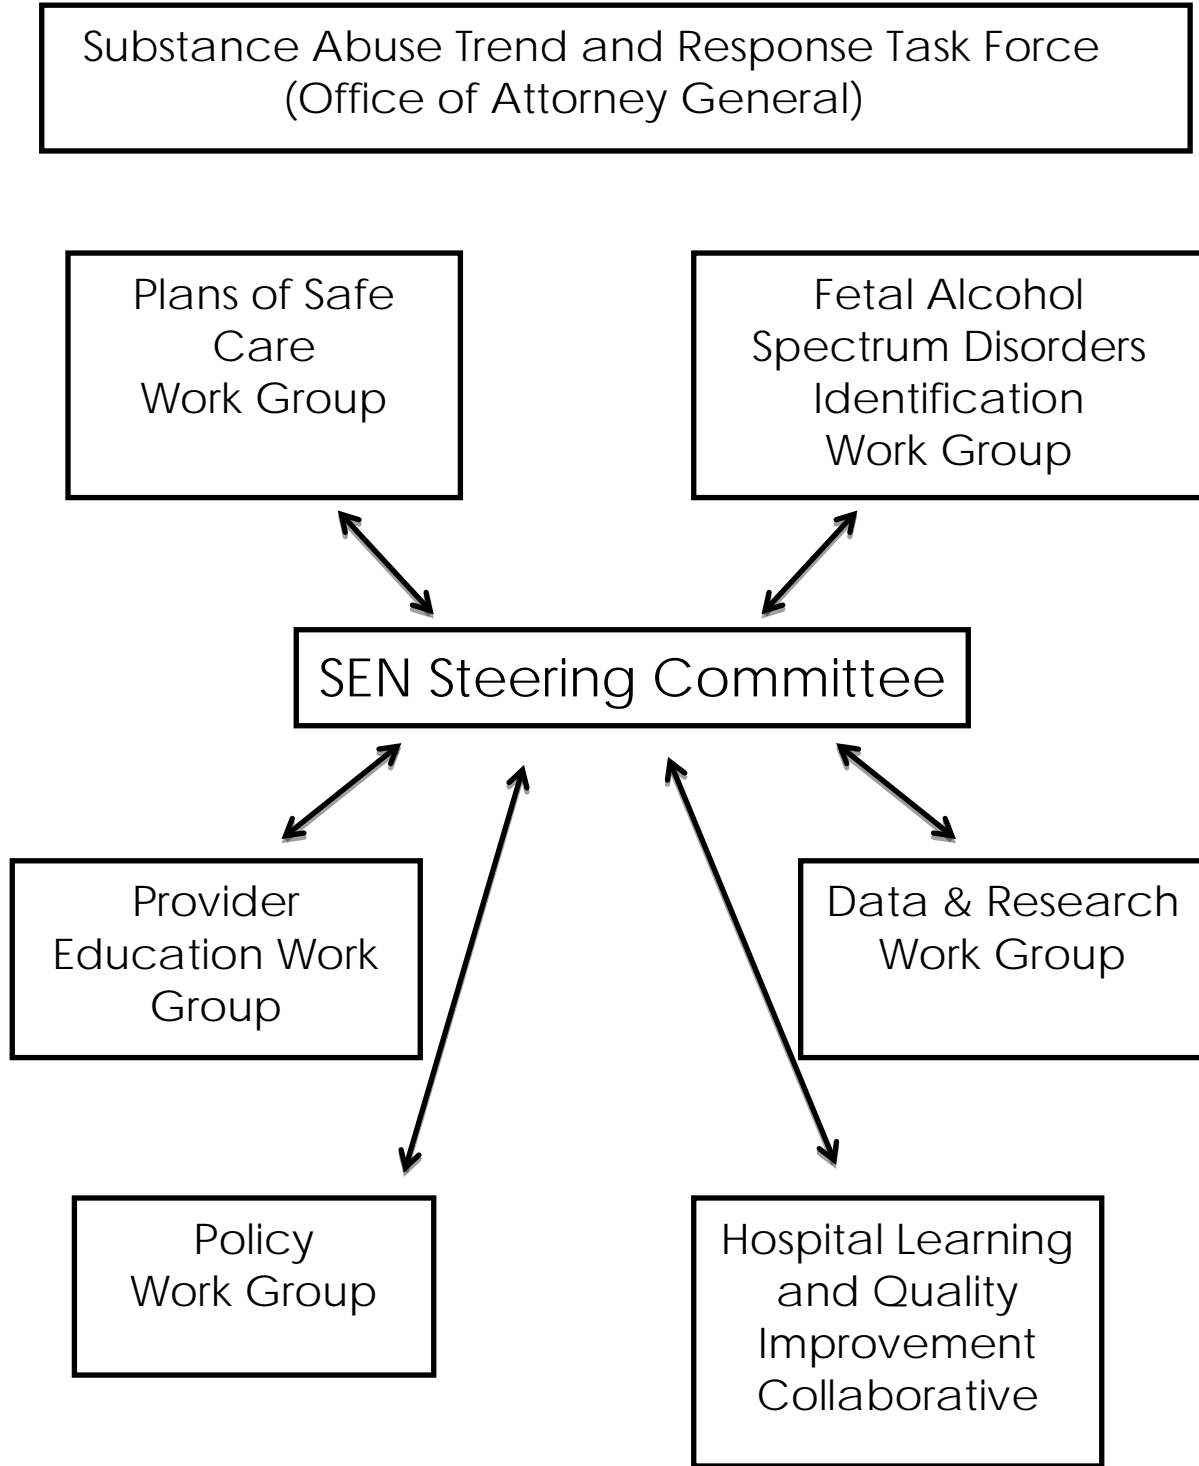 Substance Abuse Trend and Response Task Force
(Office of Attorney General)
Plans of Safe
Care
Work Group
Fetal Alcohol
Spectrum Disorders
Identification
Work Group
SEN Steering Committee
Provider
Education Work
Group
Data & Research
Work Group
Policy
Work Group
Hospital Learning
and Quality
Improvement
Collaborative